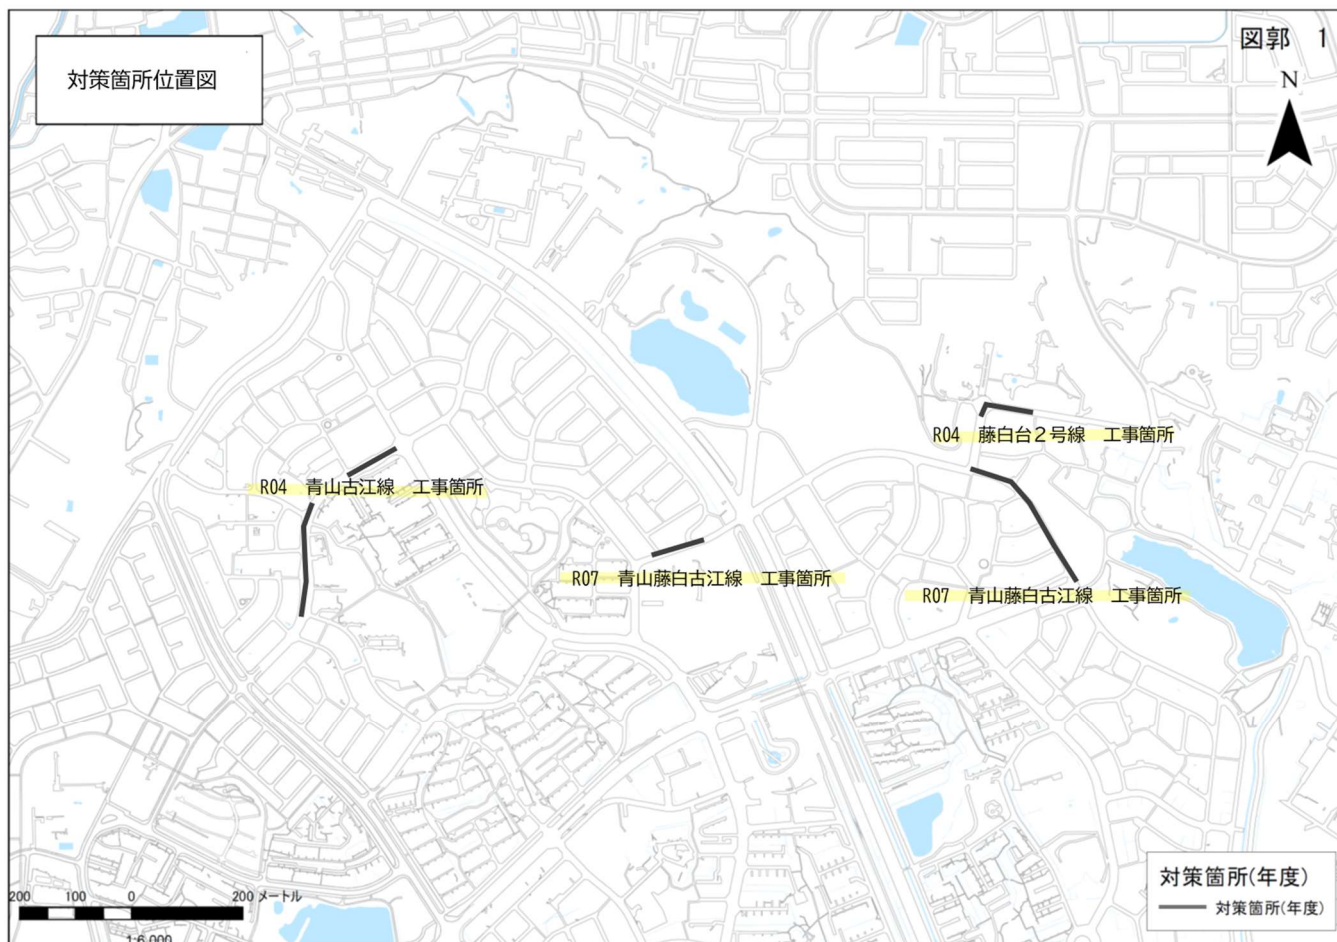 対策箇所位置図
図郭　1
N
R04　藤白台２号線　工事箇所
R04　青山古江線　工事箇所
R07　青山藤白古江線　工事箇所
R07　青山藤白古江線　工事箇所
対策箇所(年度)
対策箇所(年度)
200 100 0 200 メートル
1:6,000